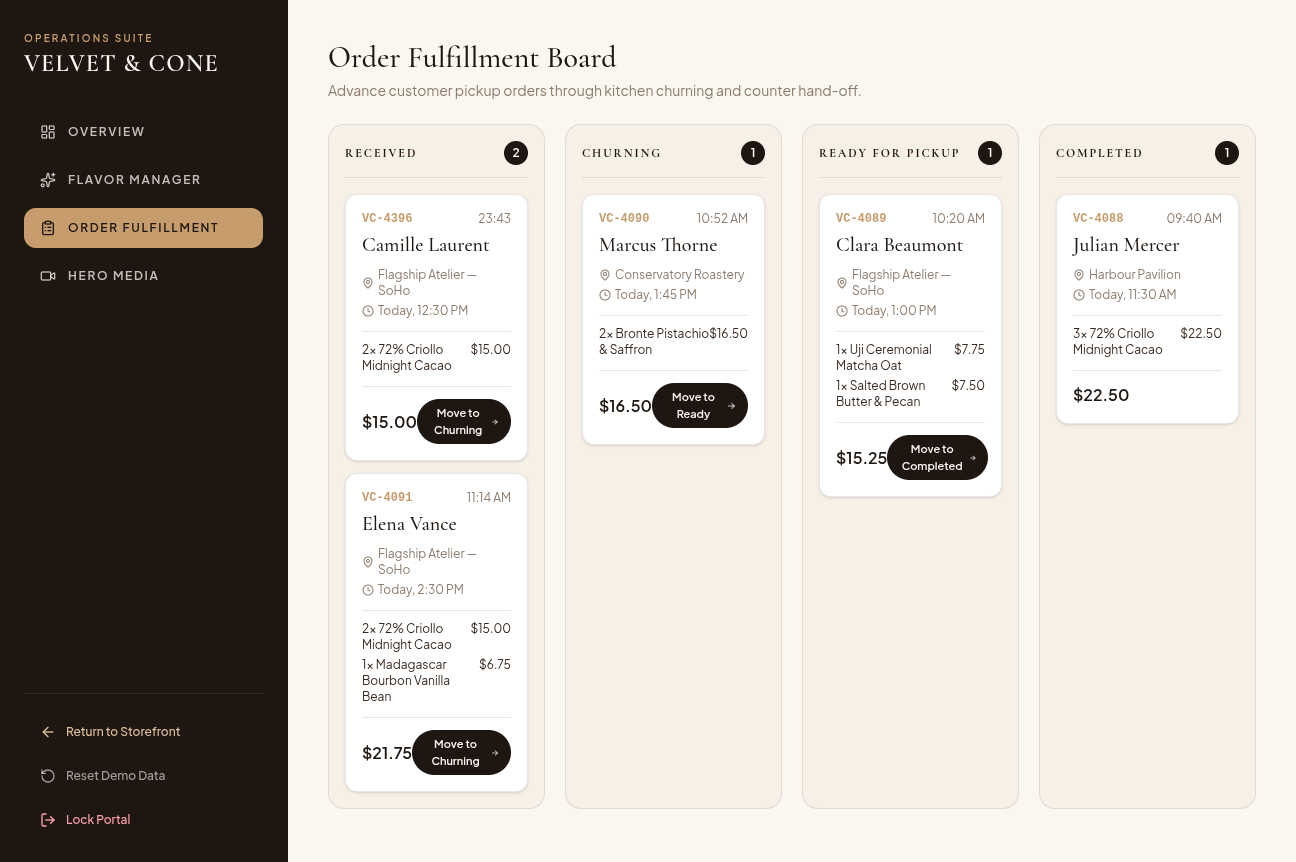 OPERATIONS SUITE
VELVET & CONE
OVERVIEW
FLAVOR MANAGER
ORDER FULFILLMENT
HERO MEDIA
Return to Storefront
Reset Demo Data
Lock Portal
Order Fulfillment Board
Advance customer pickup orders through kitchen churning and counter hand-off.
RECEIVED 2
VC-4396 23:43
Camille Laurent
Flagship Atelier —
SoHo
Today, 12:30 PM
2× 72% Criollo $15.00
Midnight Cacao
$15.00 Move to
Churning →
VC-4091 11:14 AM
Elena Vance
Flagship Atelier —
SoHo
Today, 2:30 PM
2× 72% Criollo $15.00
Midnight Cacao
1× Madagascar $6.75
Bourbon Vanilla
Bean
$21.75 Move to
Churning →
CHURNING 1
VC-4090 10:52 AM
Marcus Thorne
Conservatory Roastery
Today, 1:45 PM
2× Bronte Pistachio $16.50
& Saffron
$16.50 Move to
Ready →
READY FOR PICKUP 1
VC-4089 10:20 AM
Clara Beaumont
Flagship Atelier —
SoHo
Today, 1:00 PM
1× Uji Ceremonial $7.75
Matcha Oat
1× Salted Brown $7.50
Butter & Pecan
$15.25 Move to
Completed →
COMPLETED 1
VC-4088 09:40 AM
Julian Mercer
Harbour Pavilion
Today, 11:30 AM
3× 72% Criollo $22.50
Midnight Cacao
$22.50